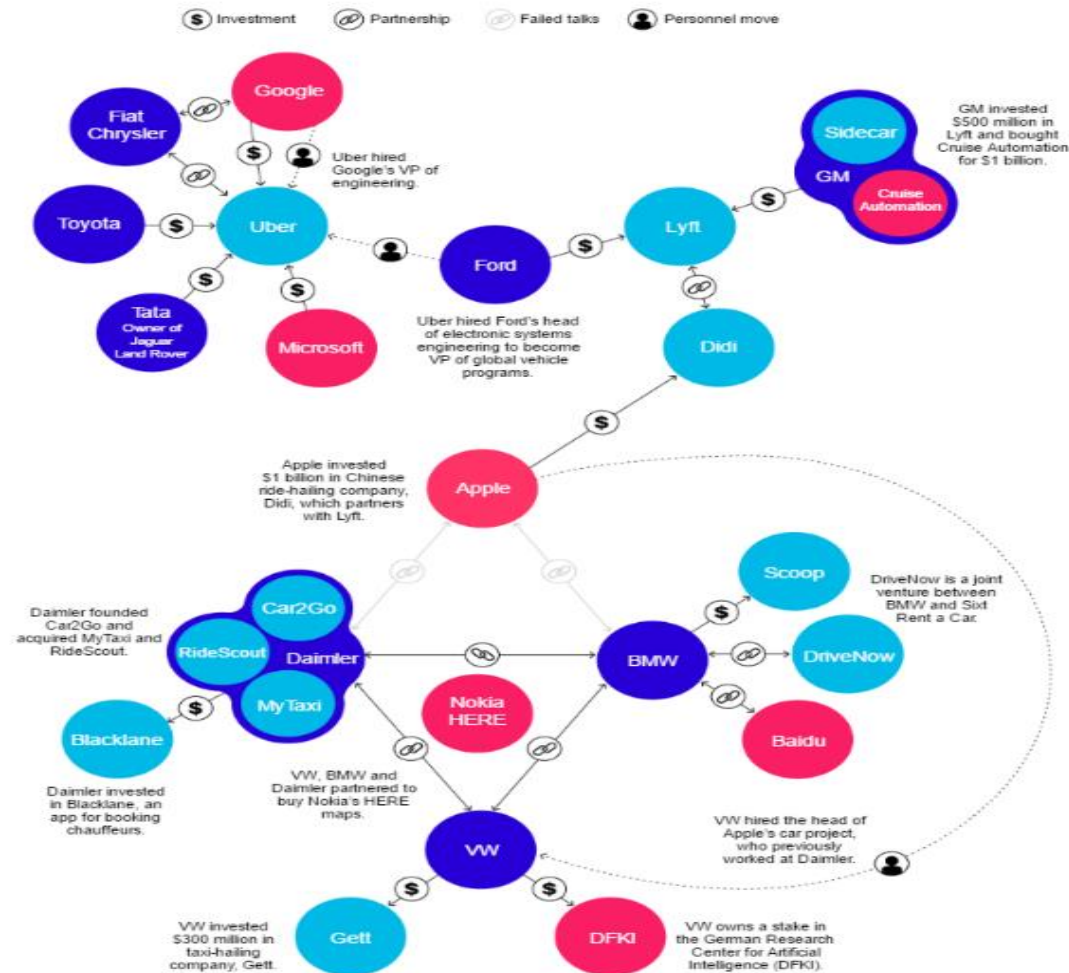 Investment
Partnership
Failed talks
Personnel move
Google
Fiat
Chrysler
Uber hired
Google's VP of
engineering.
Toyota
Uber
Tata
Owner of
Jaguar
Land Rover
Microsoft
Ford
Uber hired Ford's head
of electronic systems
engineering to become
VP of global vehicle
programs.
Lyft
Sidecar
GM
Cruise
Automation
GM invested
$500 million in
Lyft and bought
Cruise Automation
for $1 billion.
Didi
Apple invested
$1 billion in Chinese
ride-hailing company,
Didi, which partners
with Lyft.
Apple
Daimler founded
Car2Go and
acquired MyTaxi and
RideScout.
Car2Go
RideScout
Daimler
MyTaxi
Nokia
HERE
BMW
Scoop
DriveNow is a joint
venture between
BMW and Sixt
Rent a Car.
DriveNow
Baidu
Blacklane
Daimler invested
in Blacklane, an
app for booking
chauffeurs.
VW, BMW and
Daimler partnered to
buy Nokia's HERE
maps.
VW
VW hired the head of
Apple's car project,
who previously
worked at Daimler.
VW invested
$300 million in
taxi-hailing
company, Gett.
Gett
DFKI
VW owns a stake in
the German Research
Center for Artificial
Intelligence (DFKI).